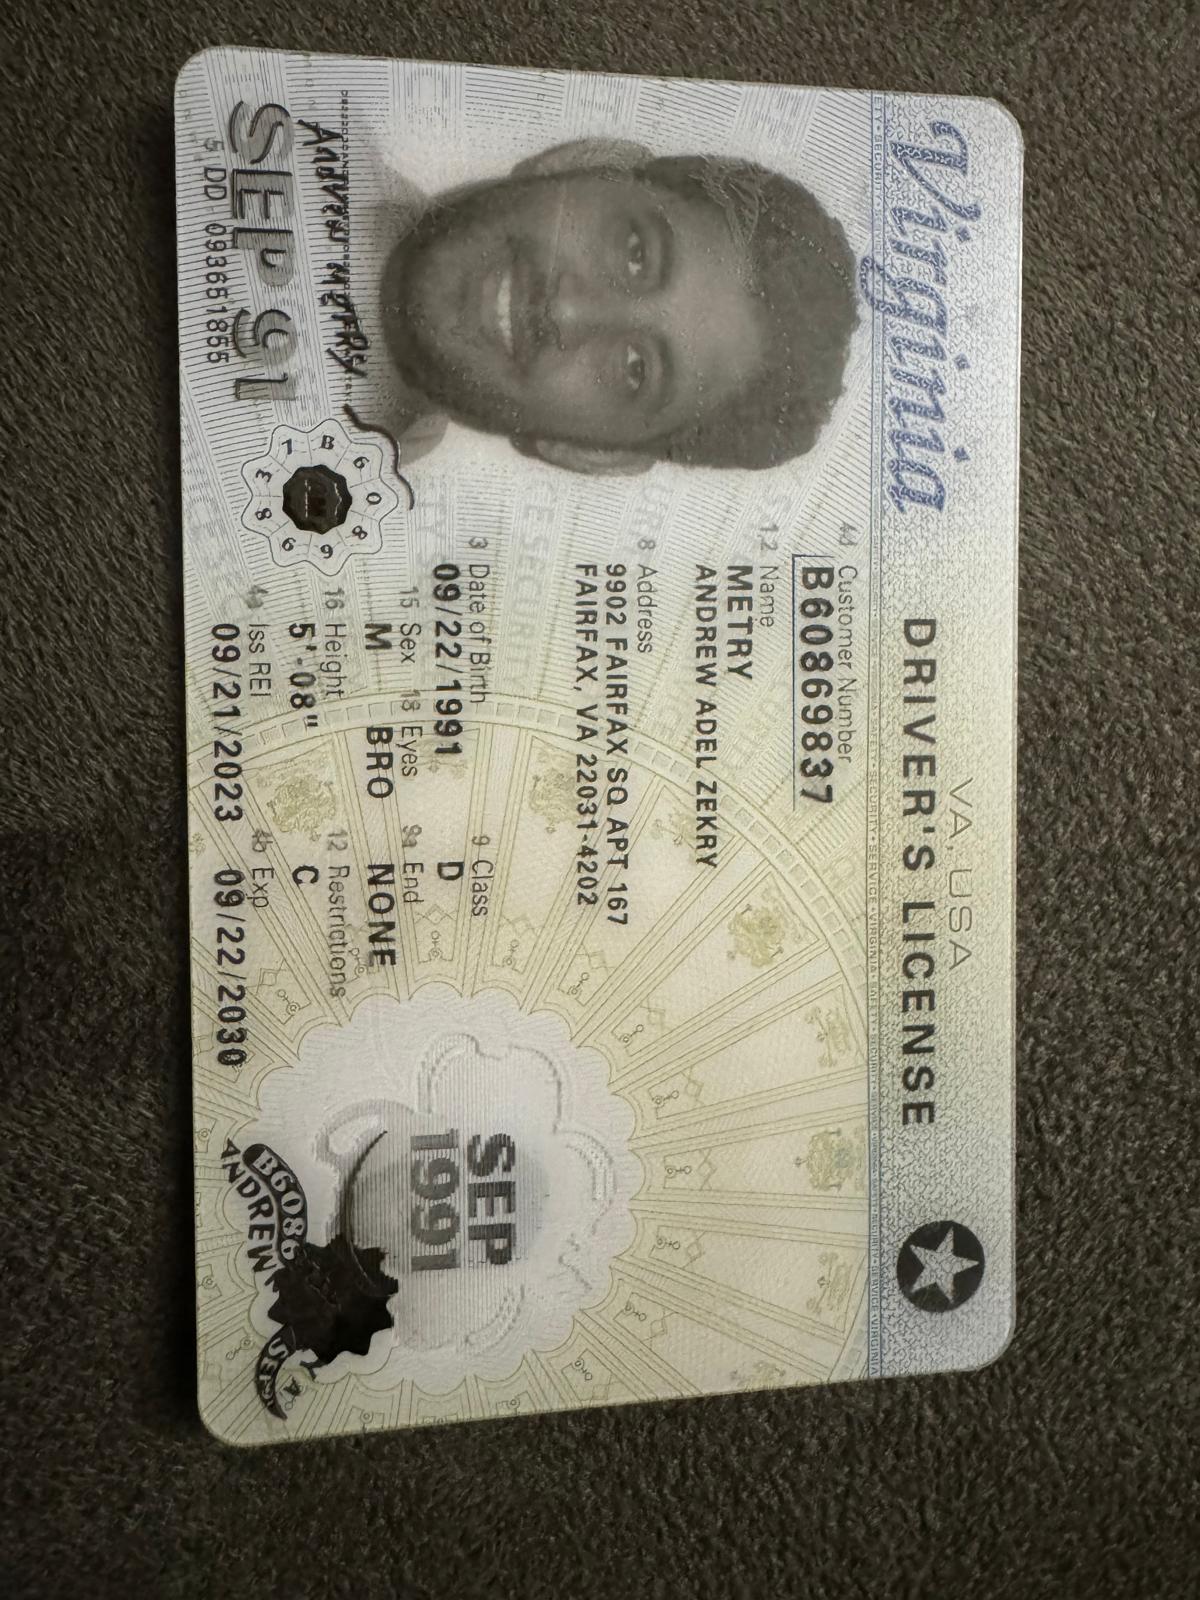 Virginia
VA, USA
DRIVER'S LICENSE
4d Customer Number
B60869837
1,2 Name
METRY
ANDREW ADEL ZEKRY
8 Address
9902 FAIRFAX SQ APT 167
FAIRFAX, VA 22031-4202
3 Date of Birth
09/22/1991
9 Class
D
15 Sex
M
18 Eyes
BRO
9a End
NONE
16 Height
5'-08"
12 Restrictions
C
4a Iss REI
09/21/2023
4b Exp
09/22/2030
SEP
1991
Andrew Metry
SEP 91
5 DD 093651855
B6086
ANDREW